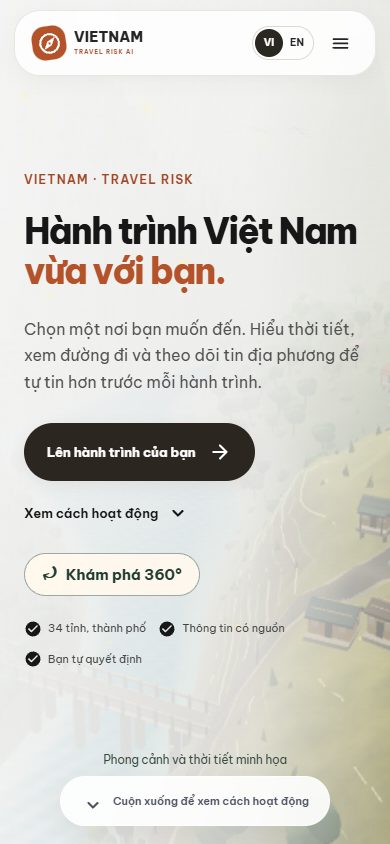 VIETNAM
TRAVEL RISK AI
VI
EN
VIETNAM · TRAVEL RISK
Hành trình Việt Nam
vừa với bạn.
Chọn một nơi bạn muốn đến. Hiểu thời tiết,
xem đường đi và theo dõi tin địa phương để
tự tin hơn trước mỗi hành trình.
Lên hành trình của bạn
Xem cách hoạt động
Khám phá 360°
34 tỉnh, thành phố
Thông tin có nguồn
Bạn tự quyết định
Phong cảnh và thời tiết minh họa
Cuộn xuống để xem cách hoạt động